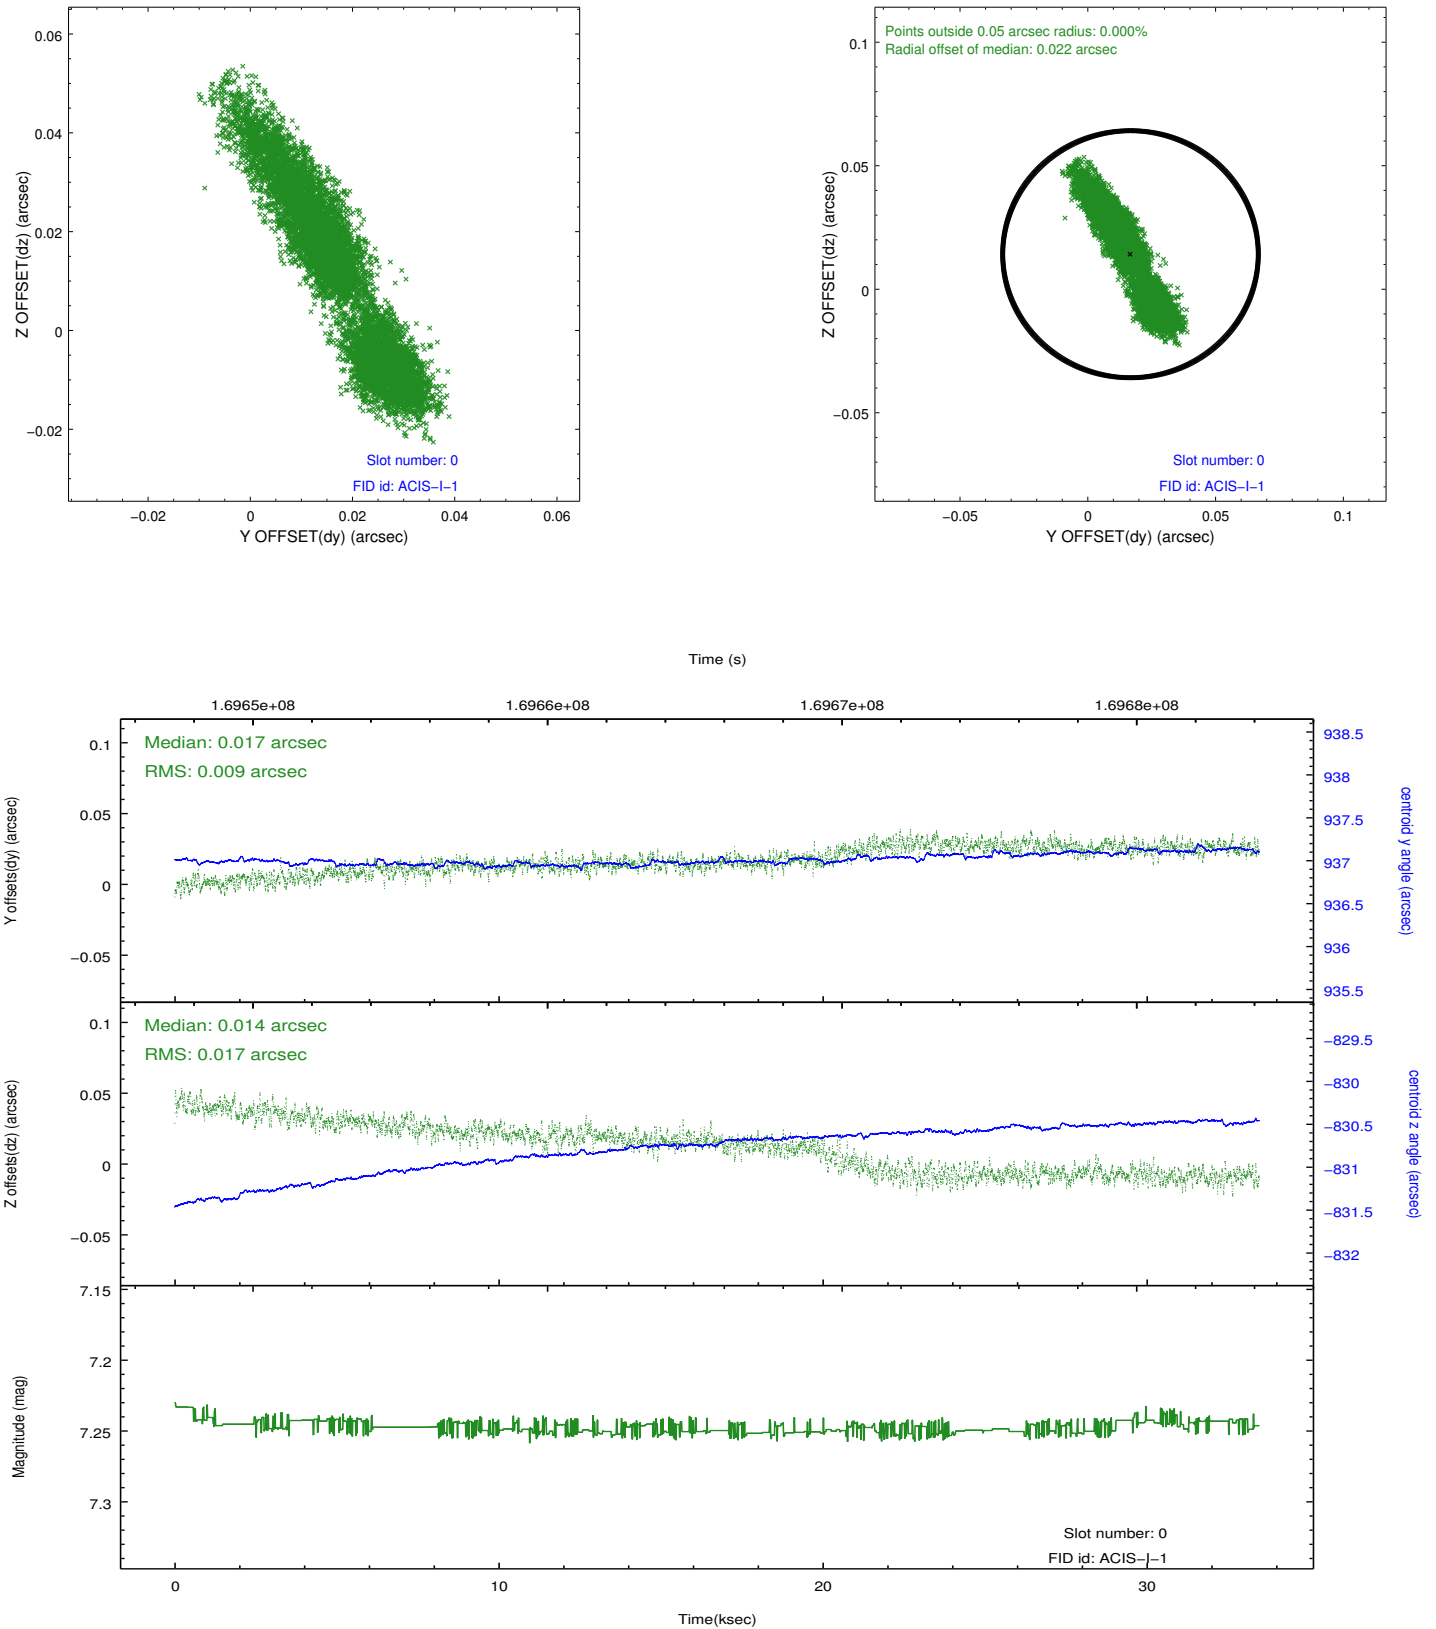 0.06
0.04
0.02
0
−0.02
Z OFFSET(dz) (arcsec)
−0.02 0 0.02 0.04 0.06
Y OFFSET(dy) (arcsec)
Slot number: 0
FID id: ACIS−I−1
Points outside 0.05 arcsec radius: 0.000%
Radial offset of median: 0.022 arcsec
0.1
0.05
0
−0.05
Z OFFSET(dz) (arcsec)
−0.05 0 0.05 0.1
Y OFFSET(dy) (arcsec)
Slot number: 0
FID id: ACIS−I−1
Time (s)
1.6965e+08 1.6966e+08 1.6967e+08 1.6968e+08
Median: 0.017 arcsec
RMS: 0.009 arcsec
0.1
0.05
0
−0.05
Y offsets(dy) (arcsec)
938.5
938
937.5
937
936.5
936
935.5
centroid y angle (arcsec)
Median: 0.014 arcsec
RMS: 0.017 arcsec
0.1
0.05
0
−0.05
Z offsets(dz) (arcsec)
−829.5
−830
−830.5
−831
−831.5
−832
centroid z angle (arcsec)
7.15
7.2
7.25
7.3
Magnitude (mag)
Slot number: 0
FID id: ACIS−I−1
0 10 20 30
Time(ksec)